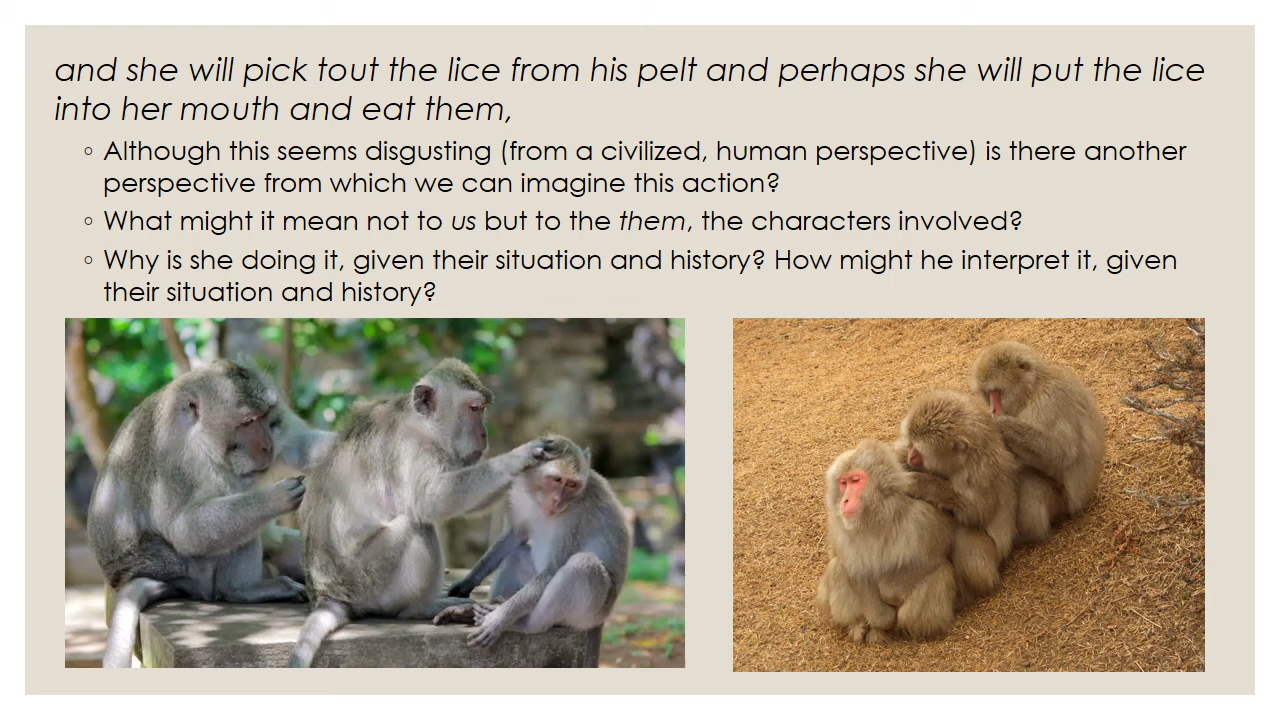 and she will pick tout the lice from his pelt and perhaps she will put the lice
into her mouth and eat them,
◦ Although this seems disgusting (from a civilized, human perspective) is there another
perspective from which we can imagine this action?
◦ What might it mean not to us but to the them, the characters involved?
◦ Why is she doing it, given their situation and history? How might he interpret it, given
their situation and history?